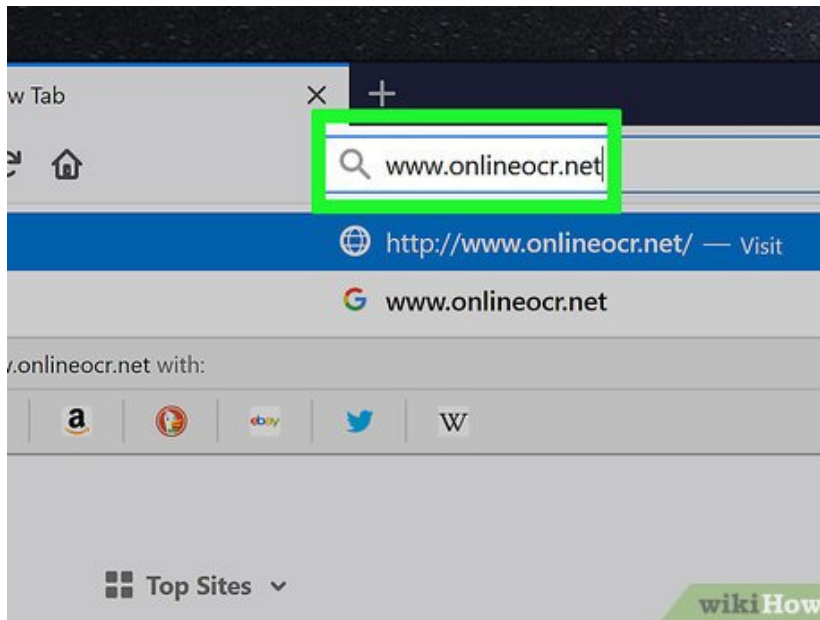 w Tab
www.onlineocr.net
http://www.onlineocr.net/ — Visit
www.onlineocr.net
.onlineocr.net with:
a ebay W
Top Sites
wikiHow